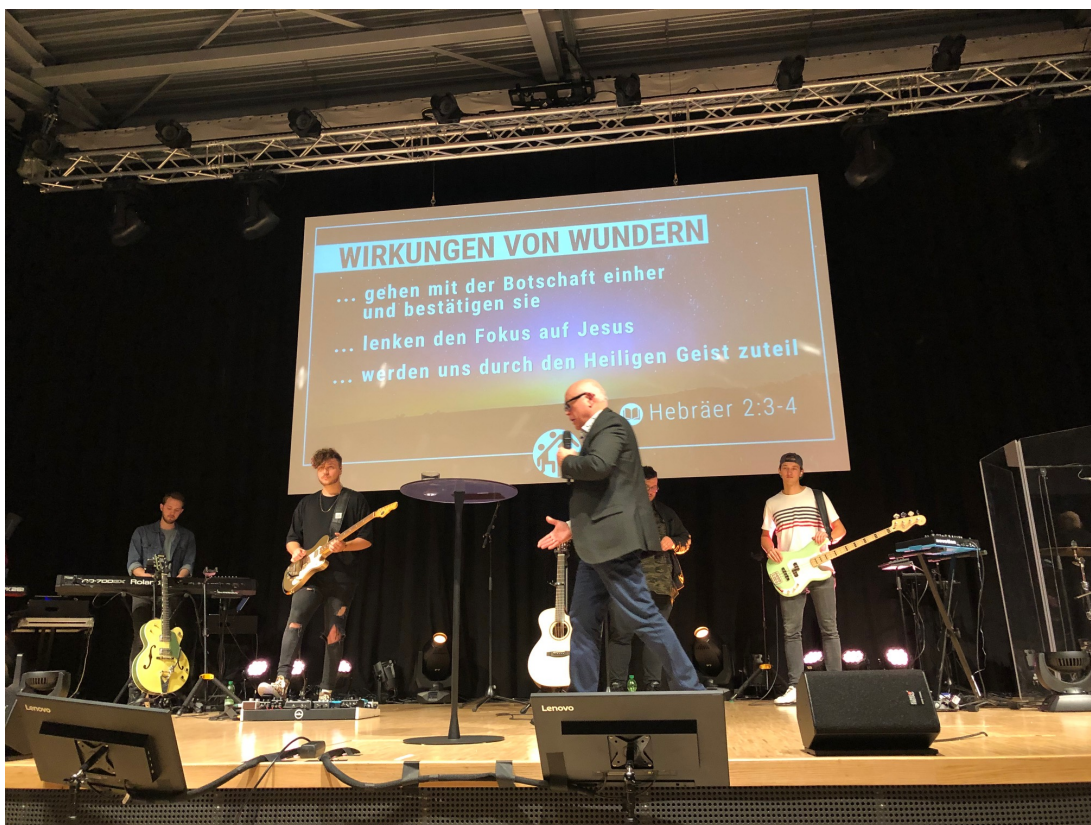 WIRKUNGEN VON WUNDERN
... gehen mit der Botschaft einher
und bestätigen sie
... lenken den Fokus auf Jesus
... werden uns durch den Heiligen Geist zuteil
Hebräer 2:3-4
Roland
Lenovo
Lenovo